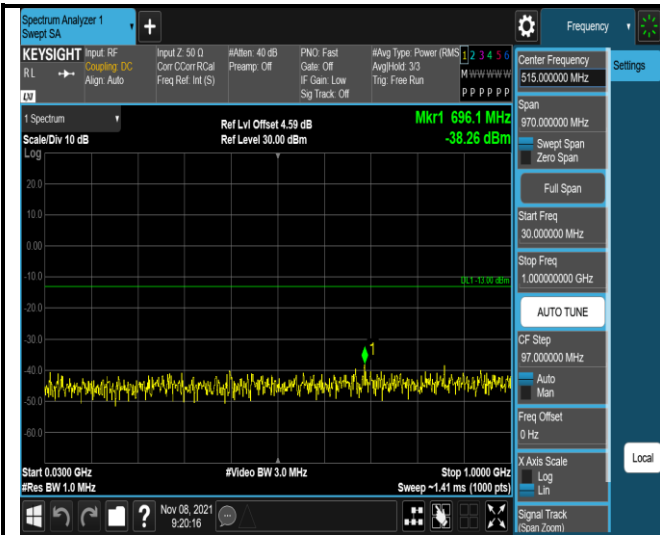 Spectrum Analyzer 1
Swept SA
Frequency
Settings
KEYSIGHT
RL
LXI
Input: RF
Coupling: DC
Align: Auto
Input Z: 50 Ω
Corr CCorr RCal
Freq Ref: Int (S)
#Atten: 40 dB
Preamp: Off
PNO: Fast
Gate: Off
IF Gain: Low
Sig Track: Off
#Avg Type: Power (RMS
Avg|Hold: 3/3
Trig: Free Run
1 2 3 4 5 6
M W W W W W
P P P P P P
1 Spectrum
Scale/Div 10 dB
Log
Ref Lvl Offset 4.59 dB
Ref Level 30.00 dBm
Mkr1 696.1 MHz
-38.26 dBm
20.0
10.0
0.00
-10.0
DL1 -13.00 dBm
-20.0
-30.0
1
-40.0
-50.0
-60.0
Start 0.0300 GHz
#Res BW 1.0 MHz
#Video BW 3.0 MHz
Stop 1.0000 GHz
Sweep ~1.41 ms (1000 pts)
Nov 08, 2021
9:20:16
Center Frequency
515.000000 MHz
Span
970.000000 MHz
Swept Span
Zero Span
Full Span
Start Freq
30.000000 MHz
Stop Freq
1.000000000 GHz
AUTO TUNE
CF Step
97.000000 MHz
Auto
Man
Freq Offset
0 Hz
X Axis Scale
Log
Lin
Signal Track
(Span Zoom)
Local